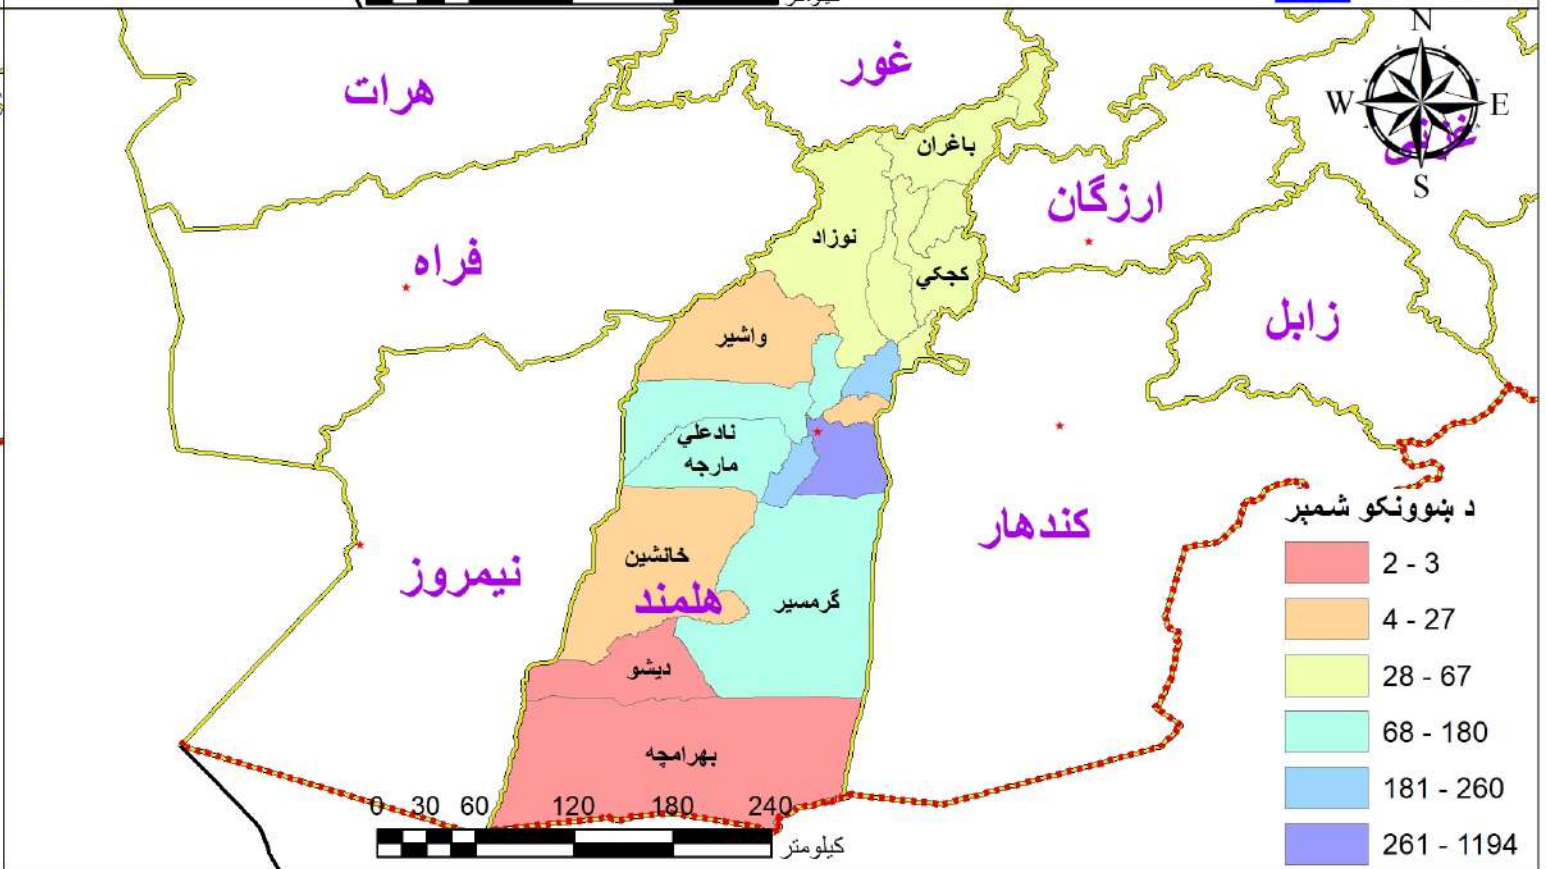 کیلومتر
N
W
E
S
هرات
غور
غزنی
باغران
ارزگان
نوزاد
فراه
کجکي
زابل
واشير
نادعلي
مارجه
کندهار
خانشين
نيمروز
هلمند
گرمسير
ديشو
بهرامچه
0 30 60 120 180 240
کيلومتر
د ښوونکو شمېر
2 - 3
4 - 27
28 - 67
68 - 180
181 - 260
261 - 1194